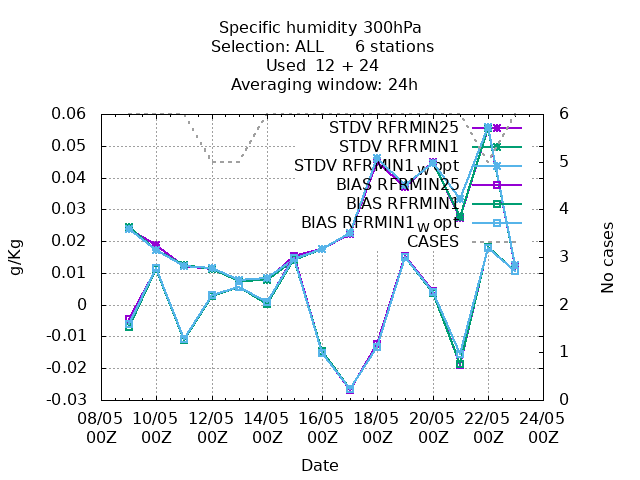 Specific humidity 300hPa
Selection: ALL      6 stations
Used  12 + 24
Averaging window: 24h
STDV RFRMIN25
STDV RFRMIN1
STDV RFRMIN1_w opt
BIAS RFRMIN25
BIAS RFRMIN1
BIAS RFRMIN1_w opt
CASES
g/Kg
0.06
0.05
0.04
0.03
0.02
0.01
0
-0.01
-0.02
-0.03
6
5
4
3
2
1
0
No cases
08/05 10/05 12/05 14/05 16/05 18/05 20/05 22/05 24/05
00Z 00Z 00Z 00Z 00Z 00Z 00Z 00Z 00Z
Date